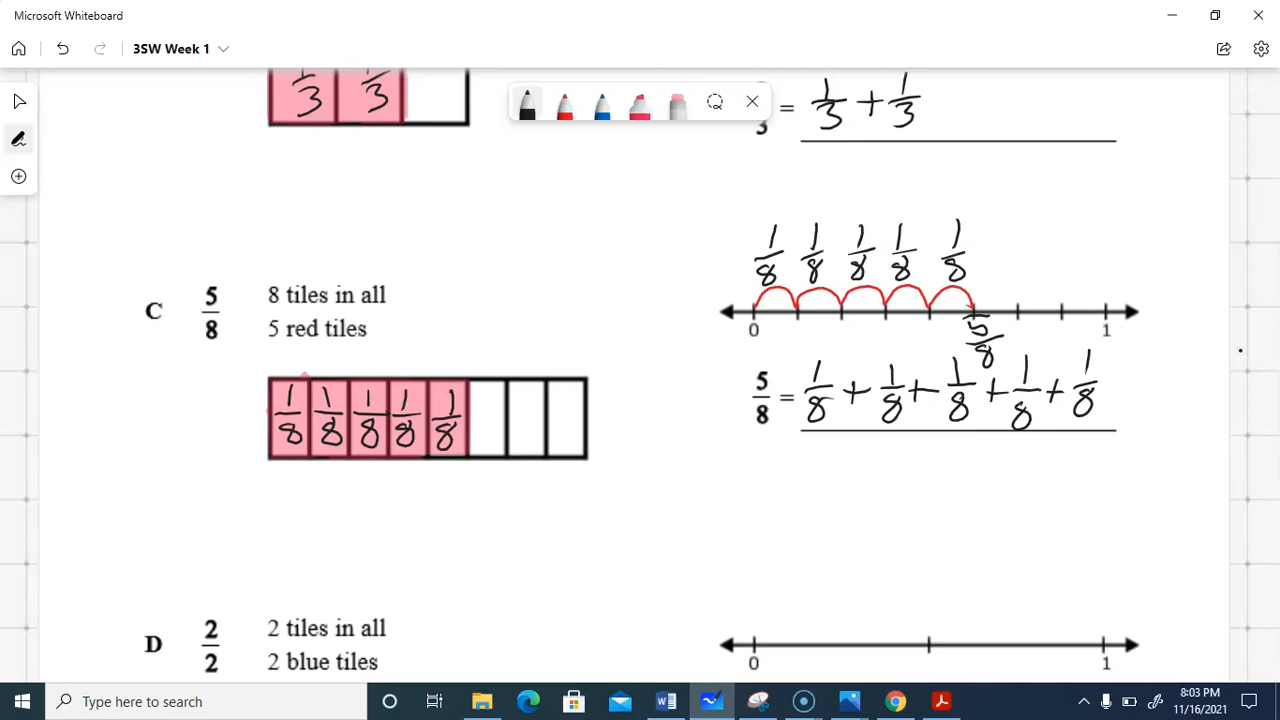 Microsoft Whiteboard
3SW Week 1
1/3 1/3
3 = 1/3 + 1/3
C 5/8 8 tiles in all
5 red tiles
1/8 1/8 1/8 1/8 1/8
0 5/8 1
1/8 1/8 1/8 1/8 1/8
5/8 = 1/8 + 1/8 + 1/8 + 1/8 + 1/8
D 2/2 2 tiles in all
2 blue tiles
0 1
Type here to search
8:03 PM
11/16/2021